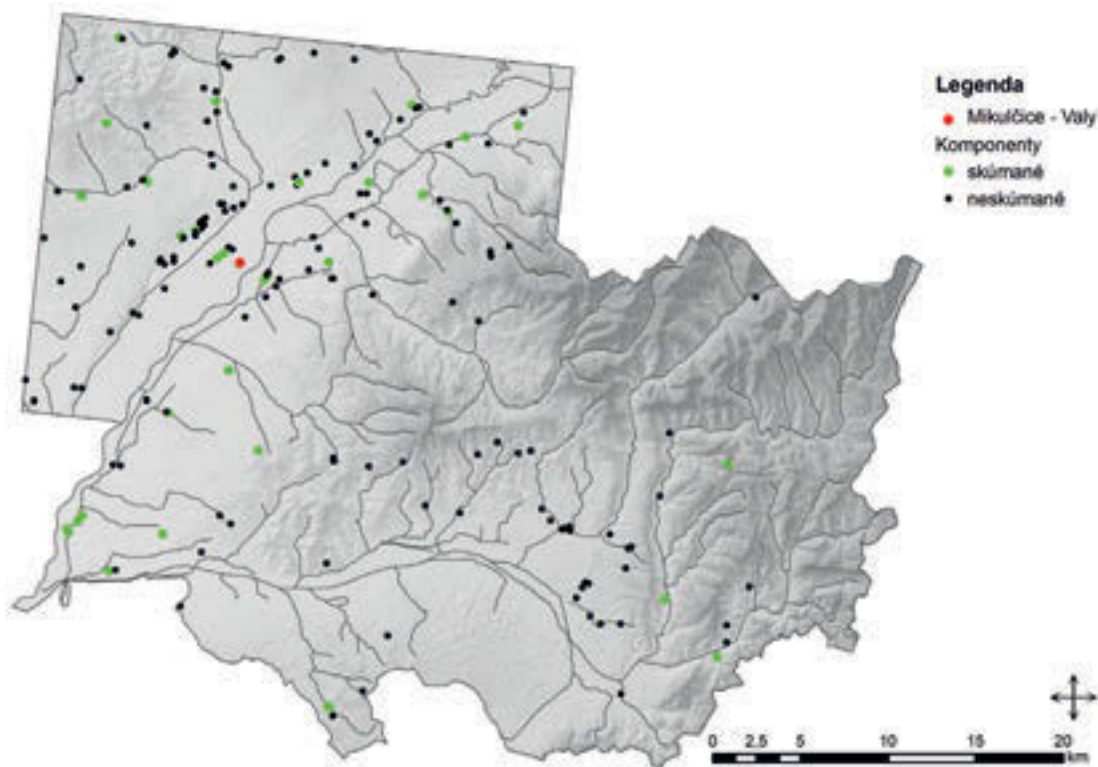 Legenda
Mikulčice - Valy
Komponenty
skúmané
neskúmané
0 2,5 5 10 15 20
km